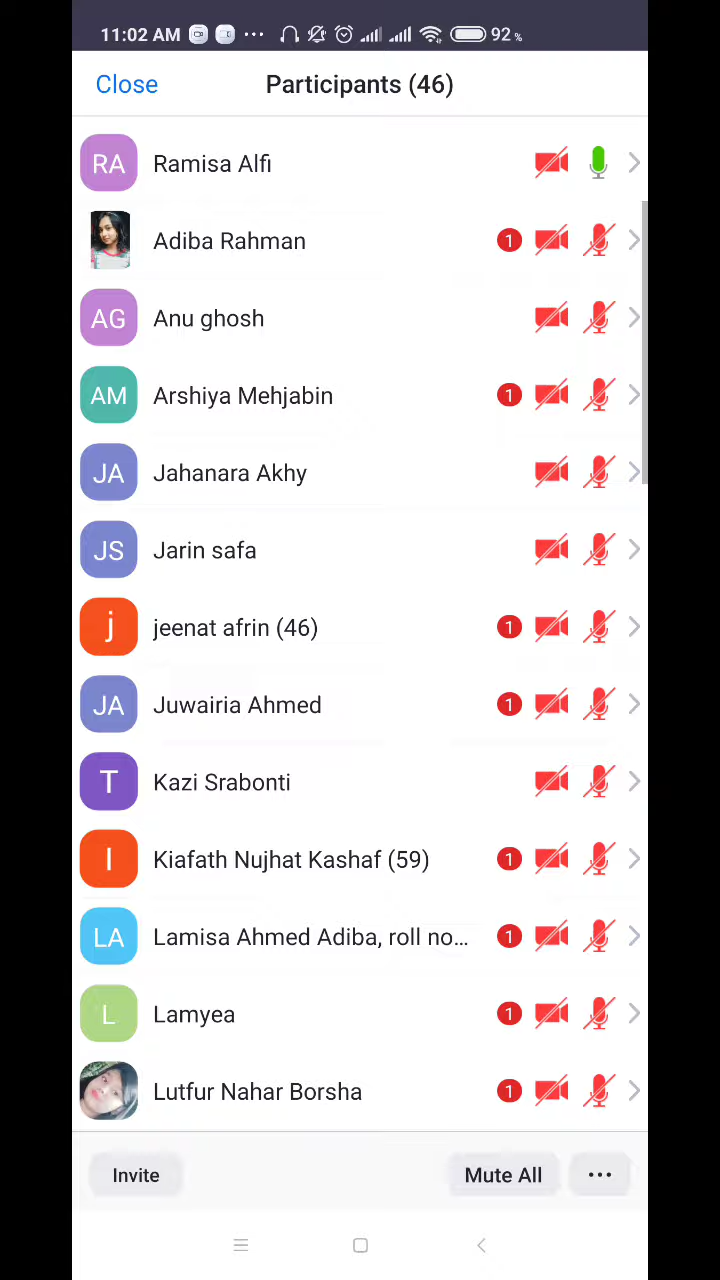 11:02 AM ... 92%
Close Participants (46)
RA Ramisa Alfi
Adiba Rahman 1
AG Anu ghosh
AM Arshiya Mehjabin 1
JA Jahanara Akhy
JS Jarin safa
j jeenat afrin (46) 1
JA Juwairia Ahmed 1
T Kazi Srabonti
I Kiafath Nujhat Kashaf (59) 1
LA Lamisa Ahmed Adiba, roll no... 1
L Lamyea 1
Lutfur Nahar Borsha 1
Invite Mute All ...